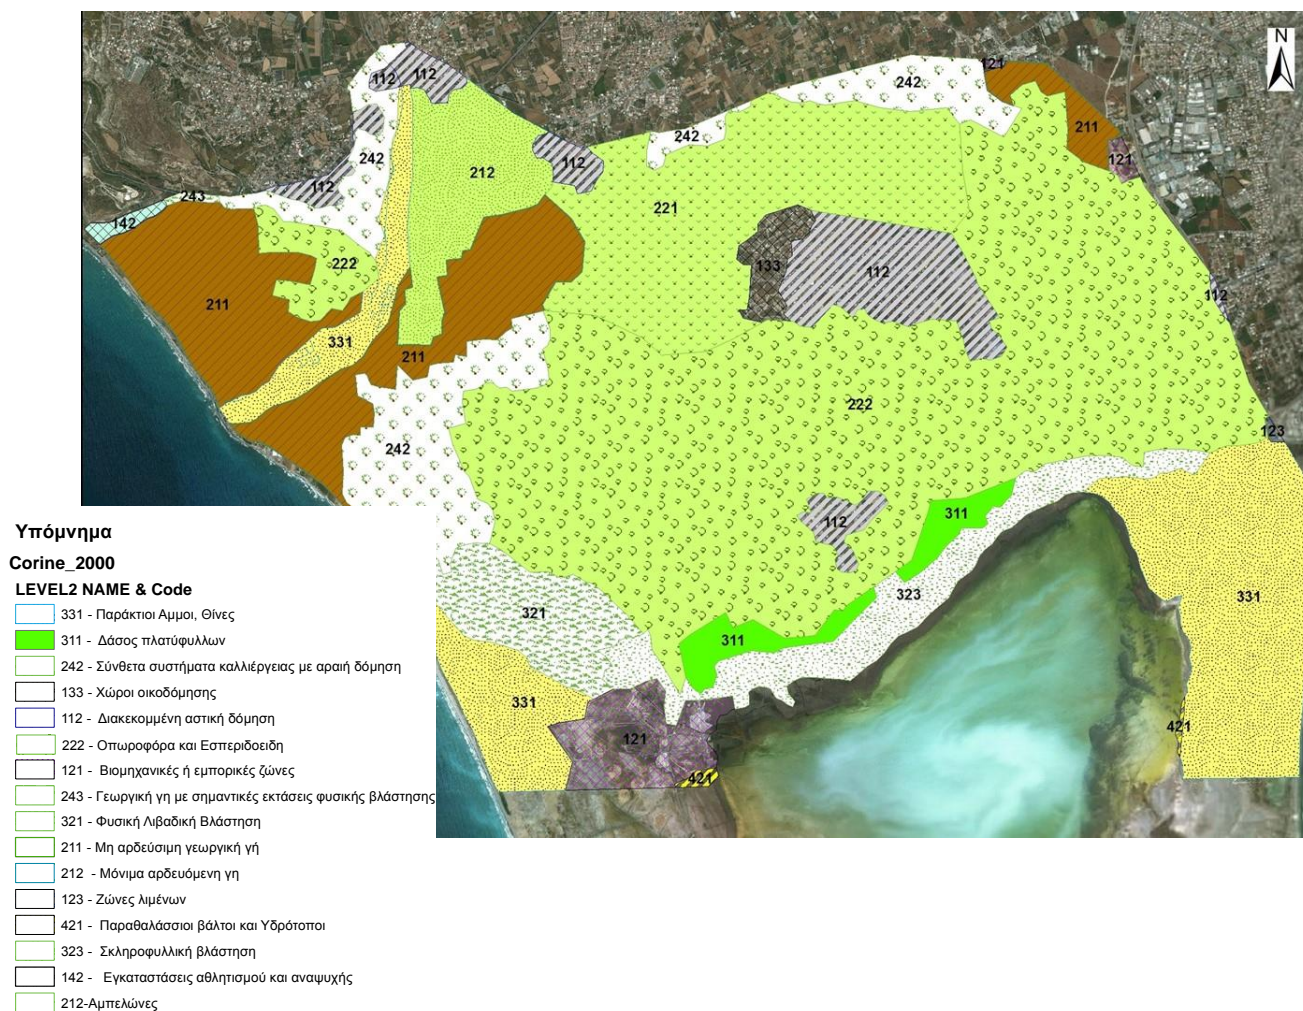 N
121
112
112
242
242
211
242
112
121
212
112
243
221
142
222
133
112
112
211
331
211
222
242
123
311
112
Υπόμνημα
Corine_2000
LEVEL2 NAME & Code
331 - Παράκτιοι Αμμοι, Θίνες
311 - Δάσος πλατύφυλλων
242 - Σύνθετα συστήματα καλλιέργειας με αραιή δόμηση
133 - Χώροι οικοδόμησης
112 - Διακεκομμένη αστική δόμηση
222 - Οπωροφόρα και Εσπεριδοειδη
121 - Βιομηχανικές ή εμπορικές ζώνες
243 - Γεωργική γη με σημαντικές εκτάσεις φυσικής βλάστησης
321 - Φυσική Λιβαδική Βλάστηση
211 - Μη αρδεύσιμη γεωργική γή
212 - Μόνιμα αρδευόμενη γη
123 - Ζώνες λιμένων
421 - Παραθαλάσσιοι βάλτοι και Υδρότοποι
323 - Σκληροφυλλική βλάστηση
142 - Εγκαταστάσεις αθλητισμού και αναψυχής
212-Αμπελώνες
323
331
321
311
331
421
121
421